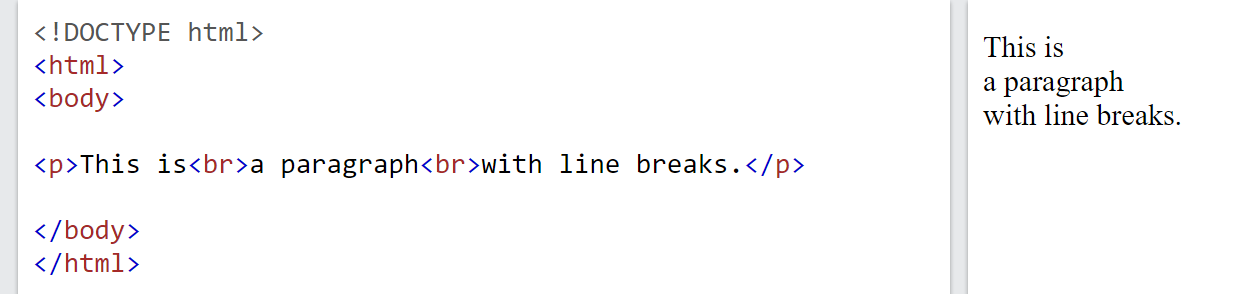 <!DOCTYPE html>
<html>
<body>
<p>This is<br>a paragraph<br>with line breaks.</p>
</body>
</html>
This is
a paragraph
with line breaks.